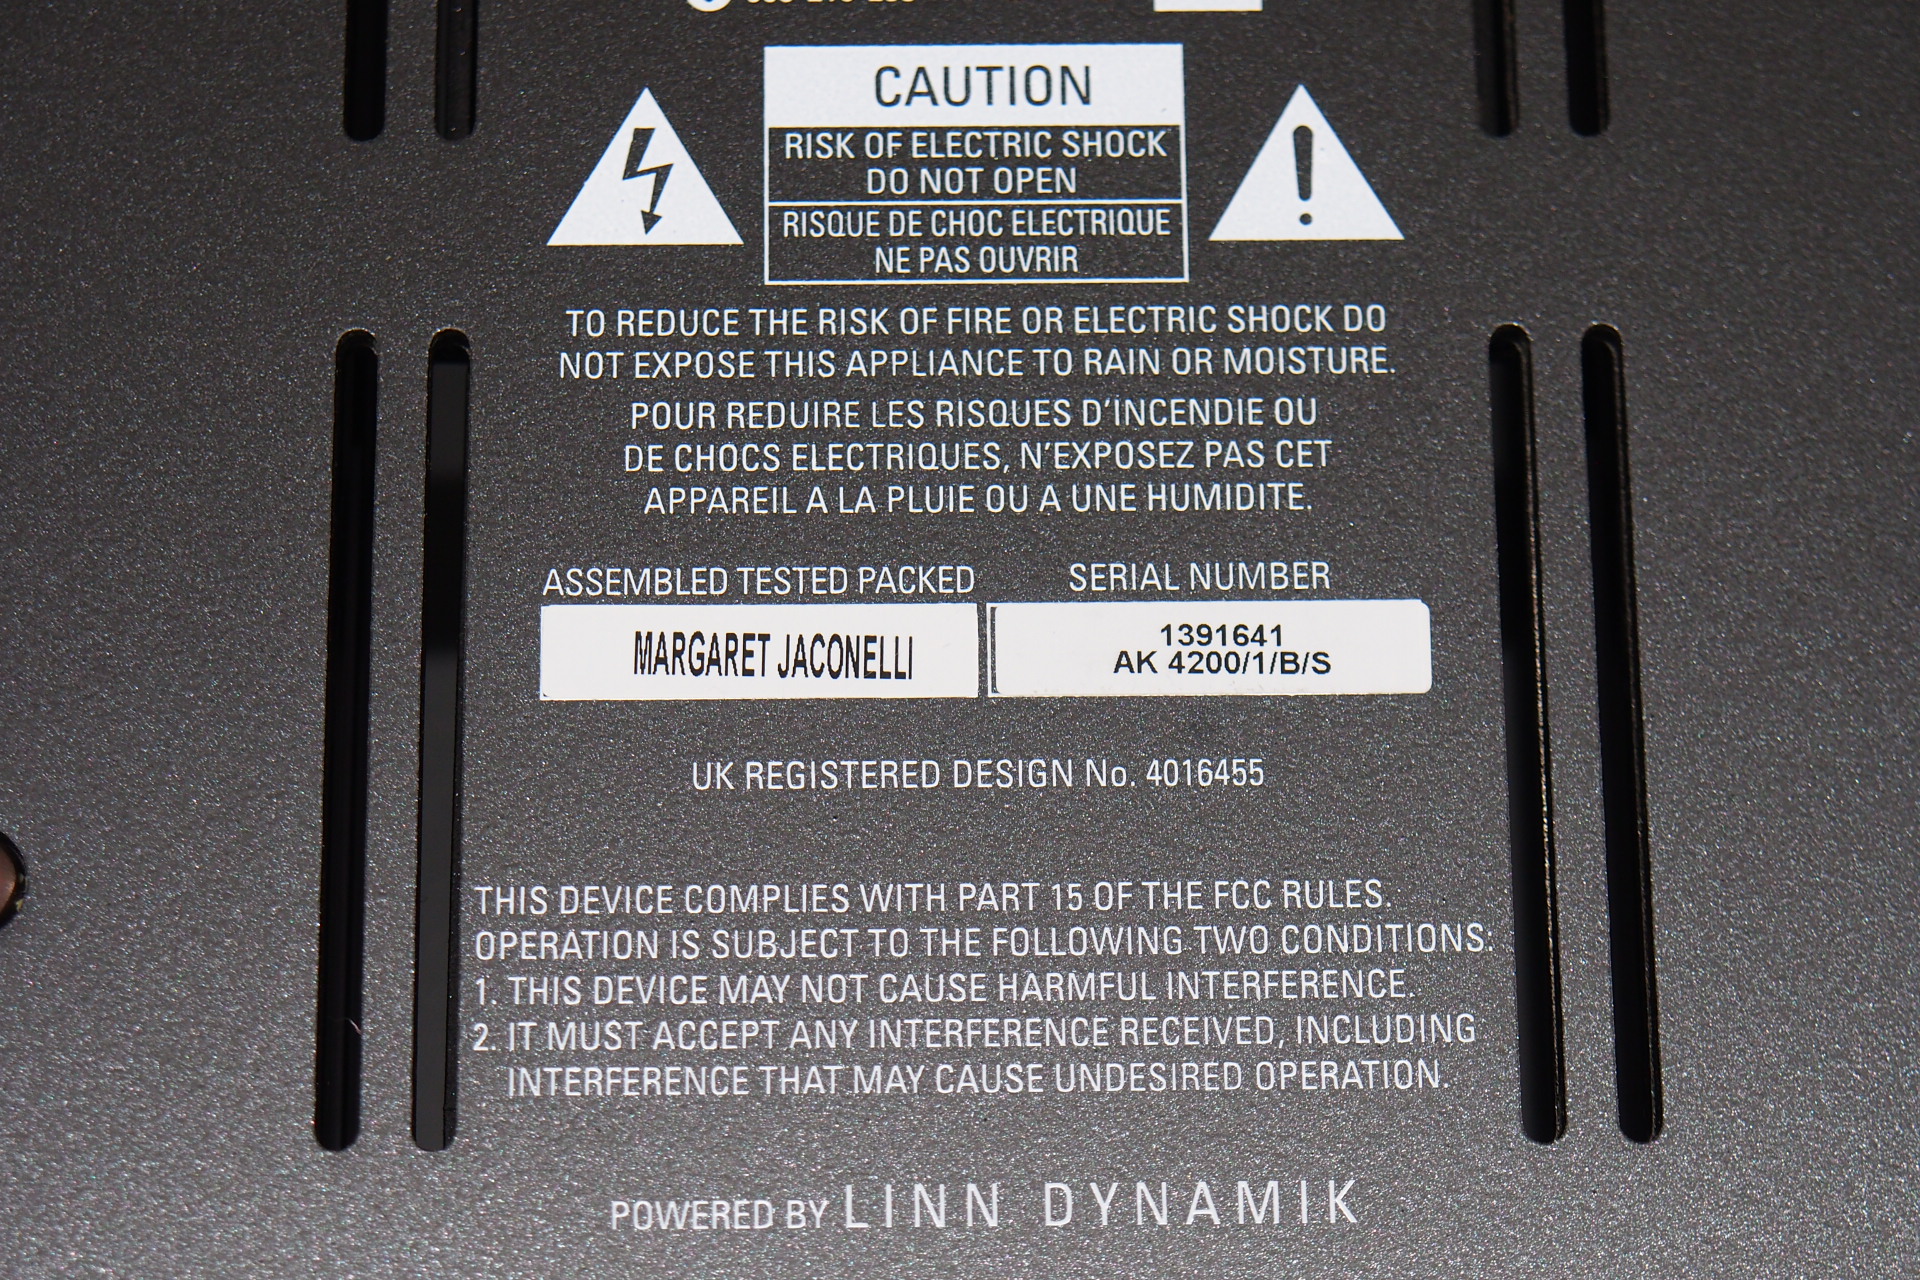 CAUTION
RISK OF ELECTRIC SHOCK
DO NOT OPEN
RISQUE DE CHOC ELECTRIQUE
NE PAS OUVRIR
TO REDUCE THE RISK OF FIRE OR ELECTRIC SHOCK DO
NOT EXPOSE THIS APPLIANCE TO RAIN OR MOISTURE.
POUR REDUIRE LES RISQUES D'INCENDIE OU
DE CHOCS ELECTRIQUES, N'EXPOSEZ PAS CET
APPAREIL A LA PLUIE OU A UNE HUMIDITE.
ASSEMBLED TESTED PACKED
MARGARET JACONELLI
SERIAL NUMBER
1391641
AK 4200/1/B/S
UK REGISTERED DESIGN No. 4016455
THIS DEVICE COMPLIES WITH PART 15 OF THE FCC RULES.
OPERATION IS SUBJECT TO THE FOLLOWING TWO CONDITIONS:
1. THIS DEVICE MAY NOT CAUSE HARMFUL INTERFERENCE.
2. IT MUST ACCEPT ANY INTERFERENCE RECEIVED, INCLUDING
INTERFERENCE THAT MAY CAUSE UNDESIRED OPERATION.
POWERED BY LINN DYNAMIK